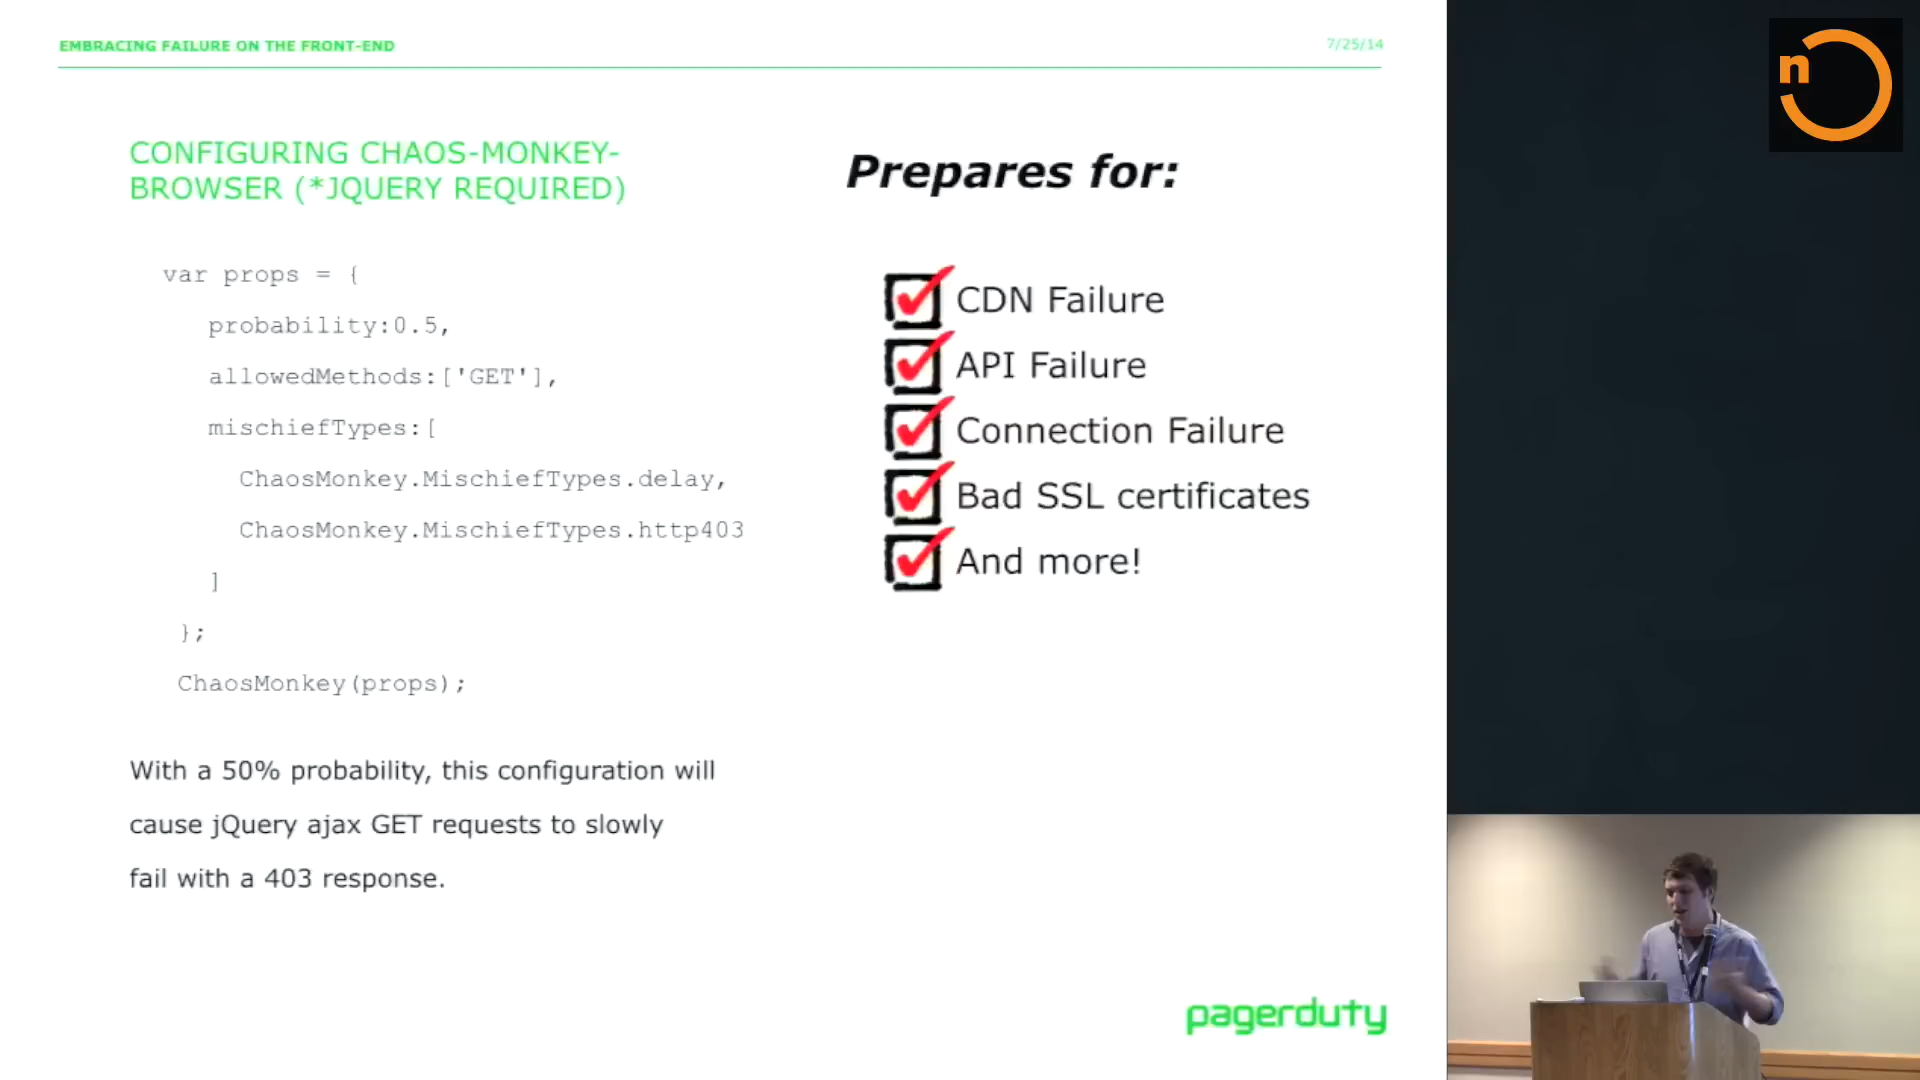 EMBRACING FAILURE ON THE FRONT-END
7/25/14
n
CONFIGURING CHAOS-MONKEY-
BROWSER (*JQUERY REQUIRED)
var props = {
probability:0.5,
allowedMethods:['GET'],
mischiefTypes:[
ChaosMonkey.MischiefTypes.delay,
ChaosMonkey.MischiefTypes.http403
]
};
ChaosMonkey(props);
With a 50% probability, this configuration will
cause jQuery ajax GET requests to slowly
fail with a 403 response.
Prepares for:
CDN Failure
API Failure
Connection Failure
Bad SSL certificates
And more!
pagerduty